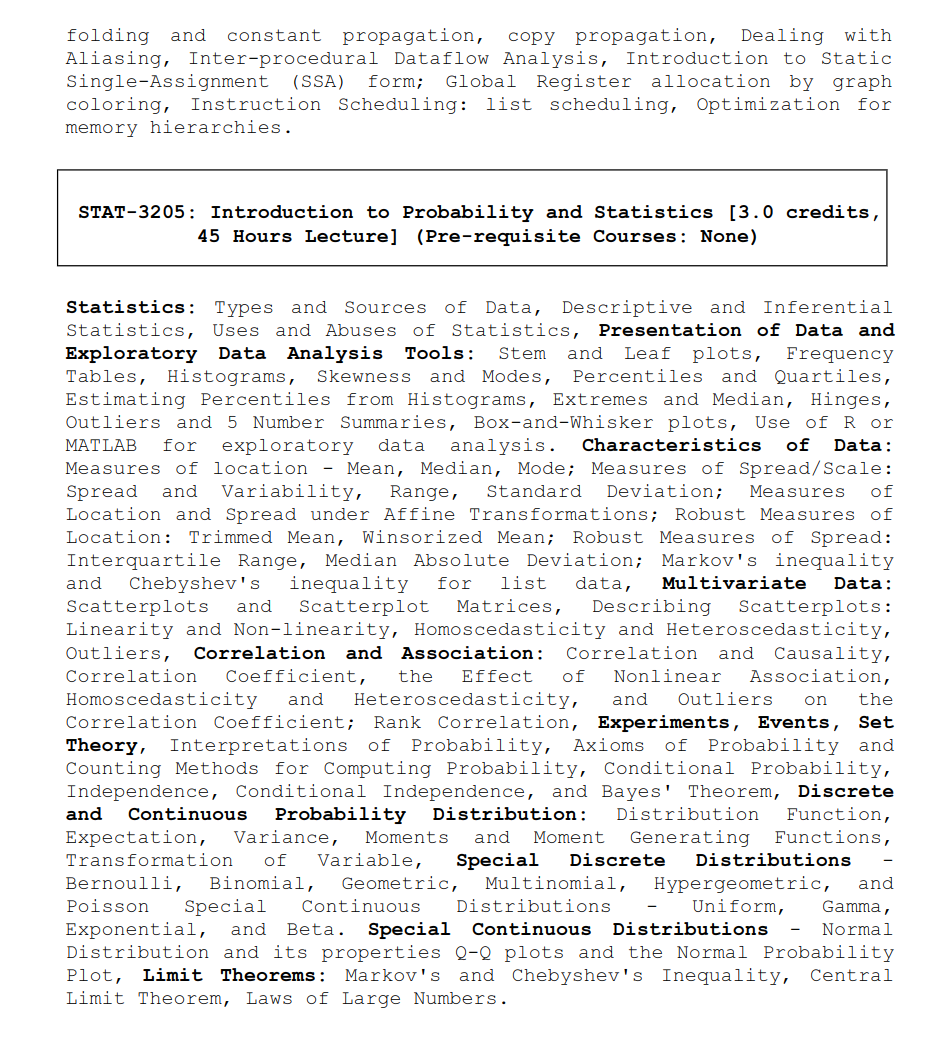 folding and constant propagation, copy propagation, Dealing with
Aliasing, Inter-procedural Dataflow Analysis, Introduction to Static
Single-Assignment (SSA) form; Global Register allocation by graph
coloring, Instruction Scheduling: list scheduling, Optimization for
memory hierarchies.
STAT-3205: Introduction to Probability and Statistics [3.0 credits,
45 Hours Lecture] (Pre-requisite Courses: None)
Statistics: Types and Sources of Data, Descriptive and Inferential
Statistics, Uses and Abuses of Statistics, Presentation of Data and
Exploratory Data Analysis Tools: Stem and Leaf plots, Frequency
Tables, Histograms, Skewness and Modes, Percentiles and Quartiles,
Estimating Percentiles from Histograms, Extremes and Median, Hinges,
Outliers and 5 Number Summaries, Box-and-Whisker plots, Use of R or
MATLAB for exploratory data analysis. Characteristics of Data:
Measures of location - Mean, Median, Mode; Measures of Spread/Scale:
Spread and Variability, Range, Standard Deviation; Measures of
Location and Spread under Affine Transformations; Robust Measures of
Location: Trimmed Mean, Winsorized Mean; Robust Measures of Spread:
Interquartile Range, Median Absolute Deviation; Markov's inequality
and Chebyshev's inequality for list data, Multivariate Data:
Scatterplots and Scatterplot Matrices, Describing Scatterplots:
Linearity and Non-linearity, Homoscedasticity and Heteroscedasticity,
Outliers, Correlation and Association: Correlation and Causality,
Correlation Coefficient, the Effect of Nonlinear Association,
Homoscedasticity and Heteroscedasticity, and Outliers on the
Correlation Coefficient; Rank Correlation, Experiments, Events, Set
Theory, Interpretations of Probability, Axioms of Probability and
Counting Methods for Computing Probability, Conditional Probability,
Independence, Conditional Independence, and Bayes' Theorem, Discrete
and Continuous Probability Distribution: Distribution Function,
Expectation, Variance, Moments and Moment Generating Functions,
Transformation of Variable, Special Discrete Distributions -
Bernoulli, Binomial, Geometric, Multinomial, Hypergeometric, and
Poisson Special Continuous Distributions - Uniform, Gamma,
Exponential, and Beta. Special Continuous Distributions - Normal
Distribution and its properties Q-Q plots and the Normal Probability
Plot, Limit Theorems: Markov's and Chebyshev's Inequality, Central
Limit Theorem, Laws of Large Numbers.